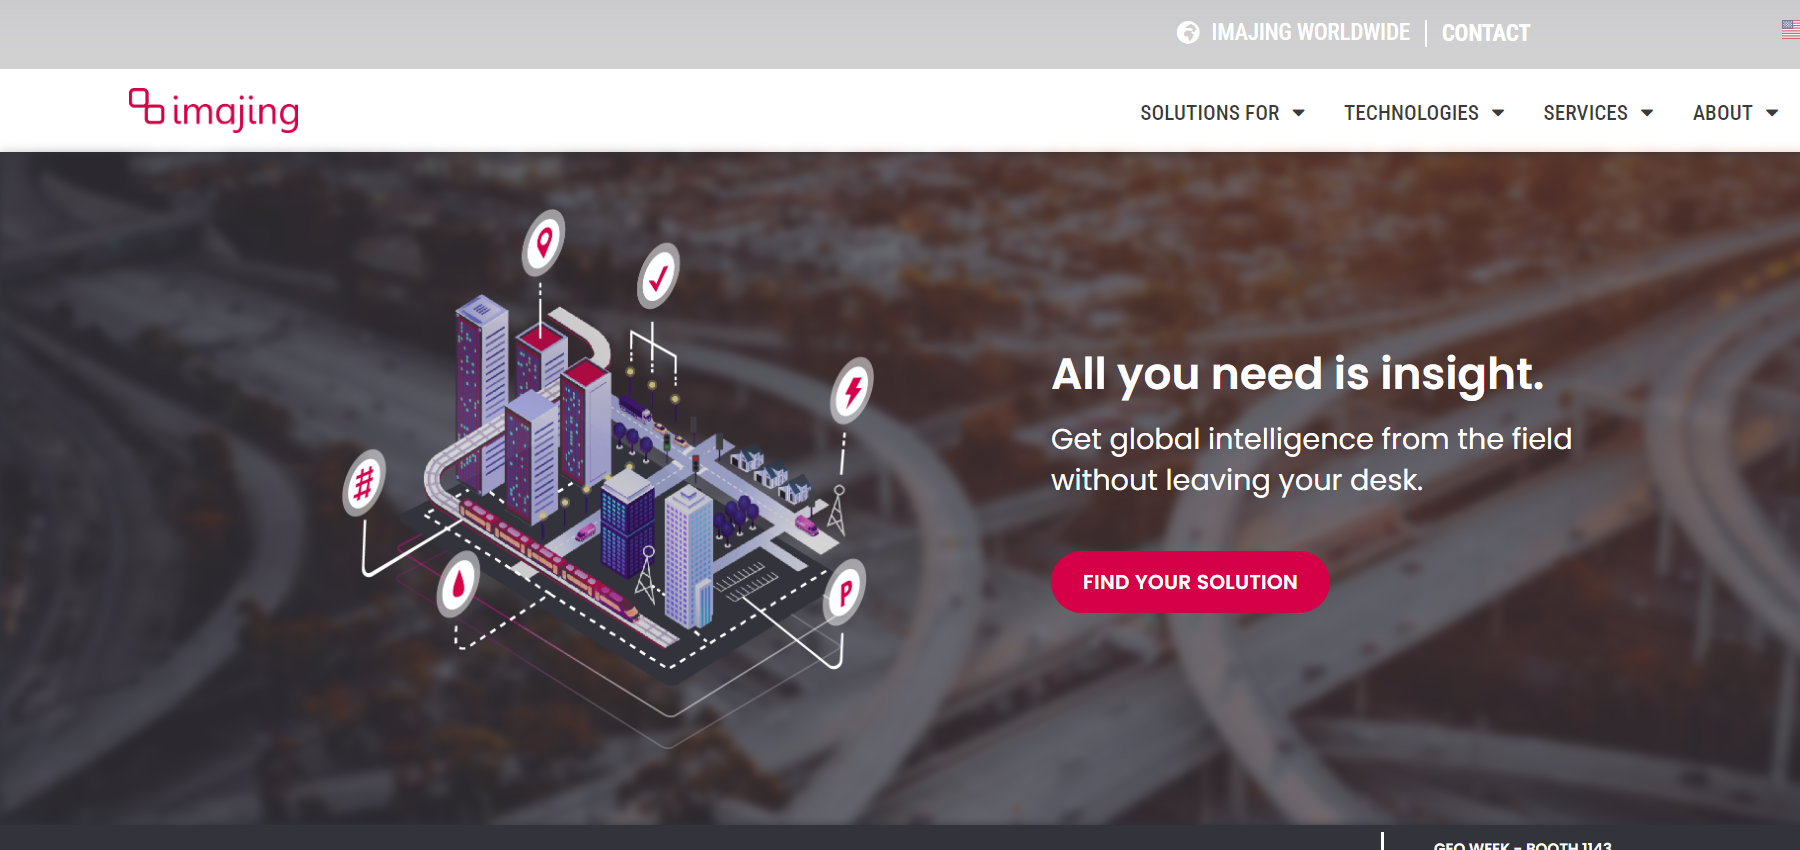 IMAJING WORLDWIDE
CONTACT
imajing
SOLUTIONS FOR
TECHNOLOGIES
SERVICES
ABOUT
#
P
All you need is insight.
Get global intelligence from the field
without leaving your desk.
FIND YOUR SOLUTION
GEO WEEK - BOOTH 1143